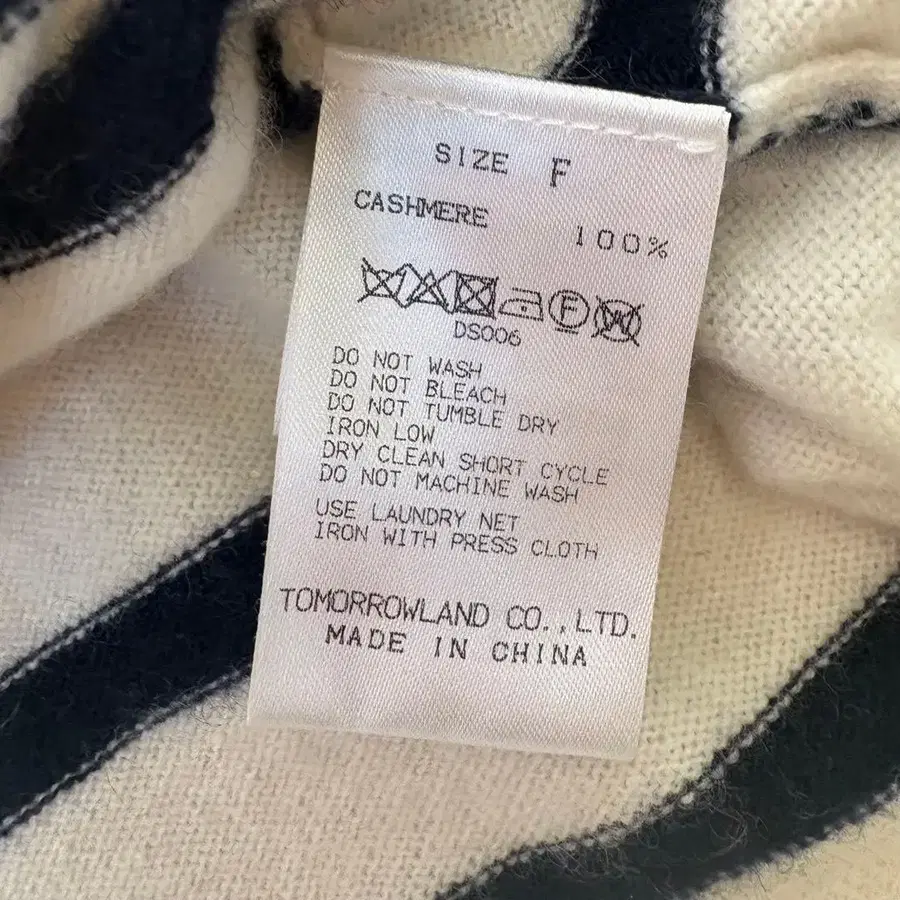 SIZE F
CASHMERE 100%
F W
DS006
DO NOT WASH
DO NOT BLEACH
DO NOT TUMBLE DRY
IRON LOW
DRY CLEAN SHORT CYCLE
DO NOT MACHINE WASH
USE LAUNDRY NET
IRON WITH PRESS CLOTH
TOMORROWLAND CO.,LTD.
MADE IN CHINA